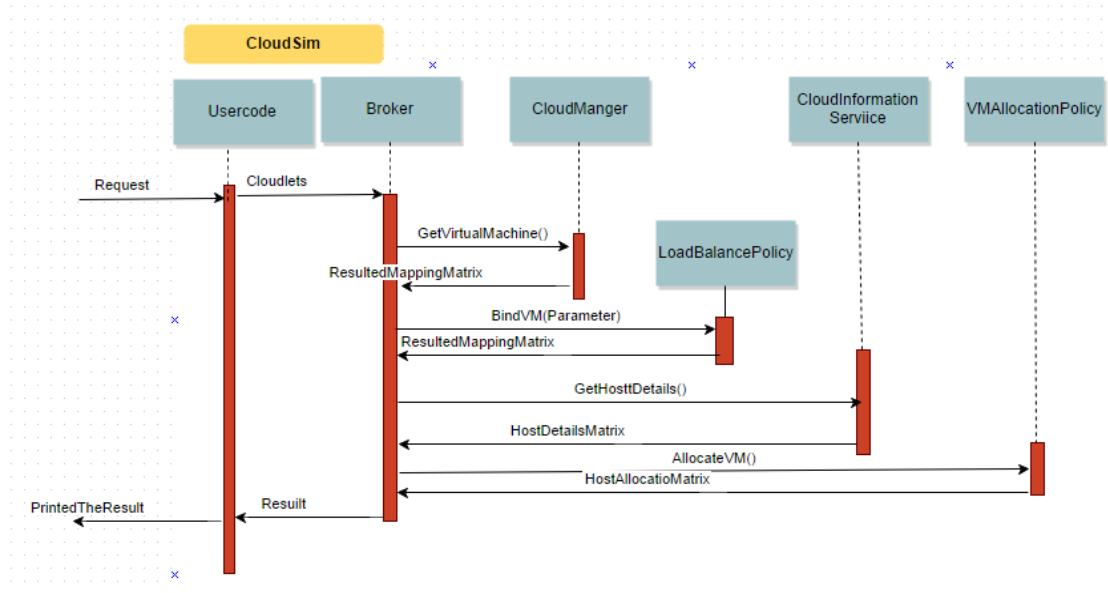 CloudSim
Usercode
Broker
CloudManger
CloudInformation
Serviice
VMAllocationPolicy
Request
Cloudlets
GetVirtualMachine()
LoadBalancePolicy
ResultedMappingMatrix
BindVM(Parameter)
ResultedMappingMatrix
GetHosttDetails()
HostDetailsMatrix
AllocateVM()
HostAllocatioMatrix
PrintedTheResult
Resuilt